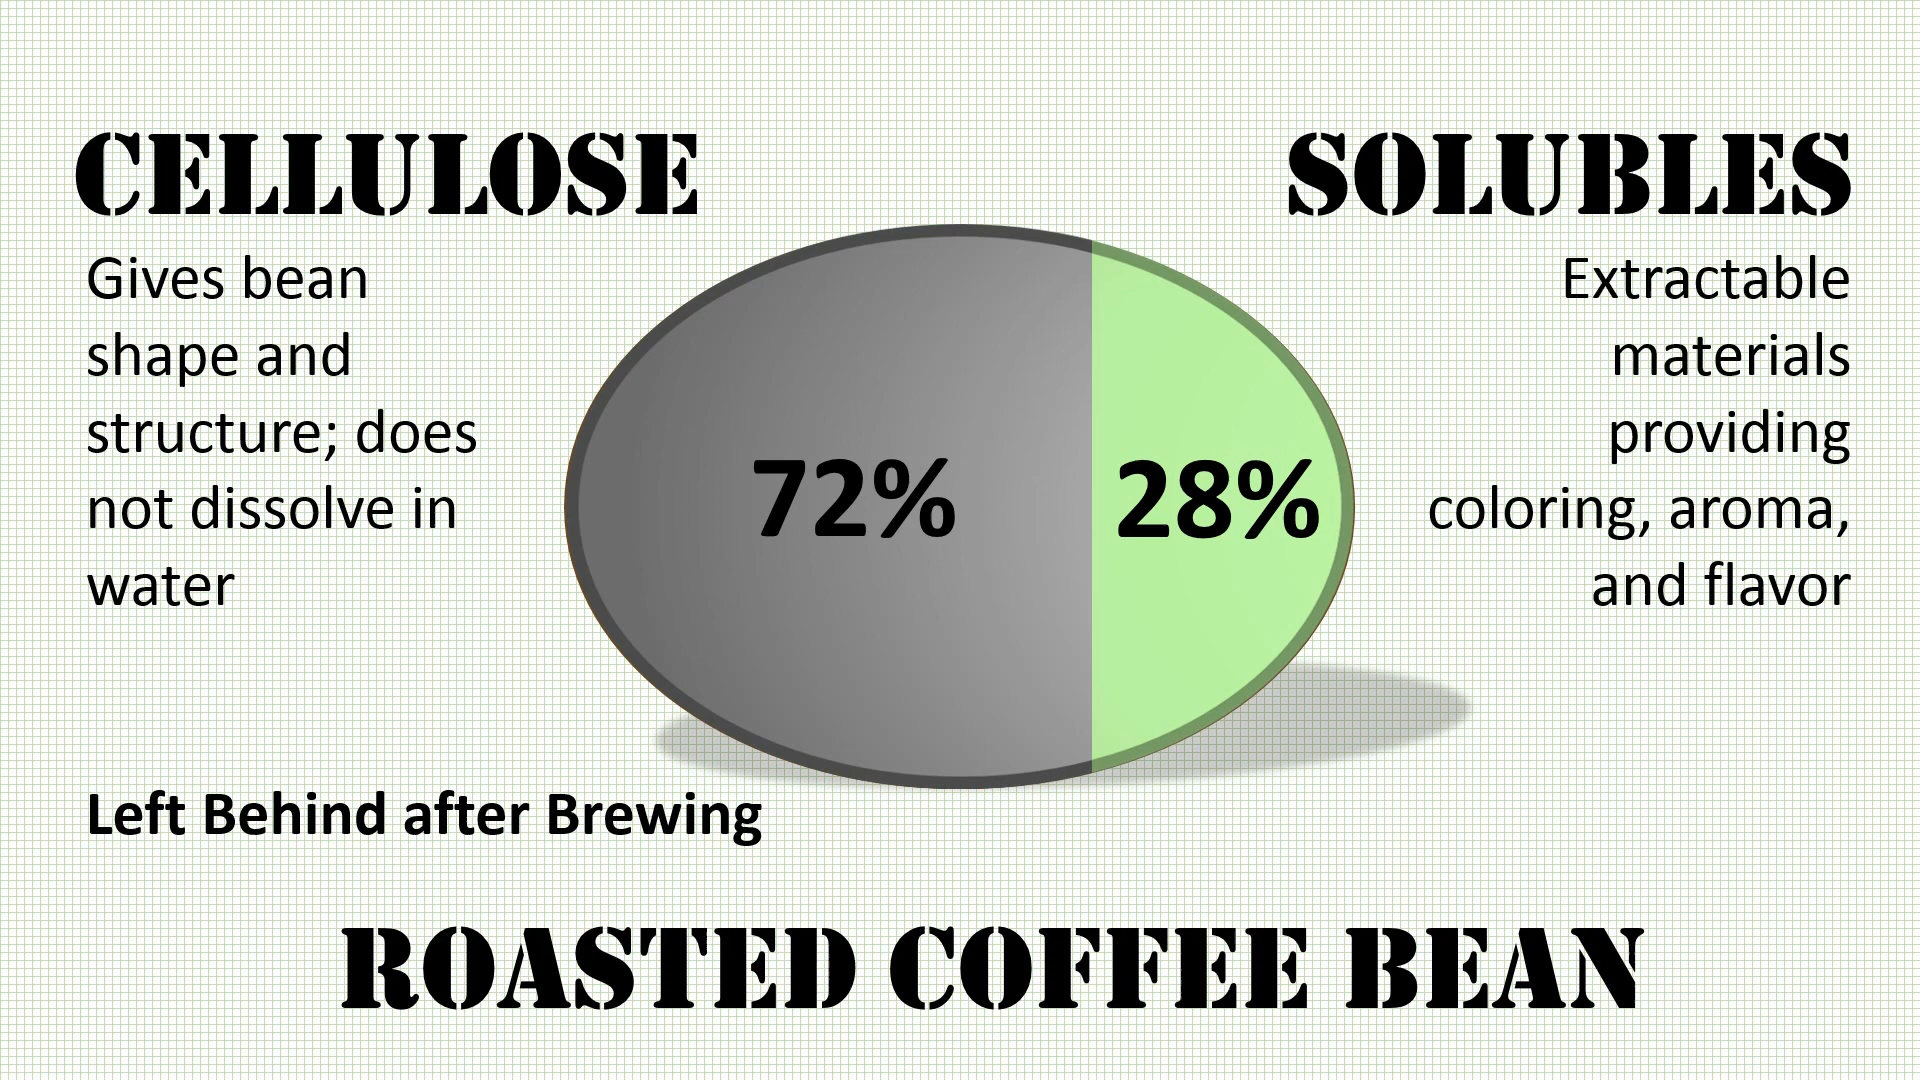 CELLULOSE
Gives bean
shape and
structure; does
not dissolve in
water
SOLUBLES
Extractable
materials
providing
coloring, aroma,
and flavor
72%
28%
Left Behind after Brewing
ROASTED COFFEE BEAN